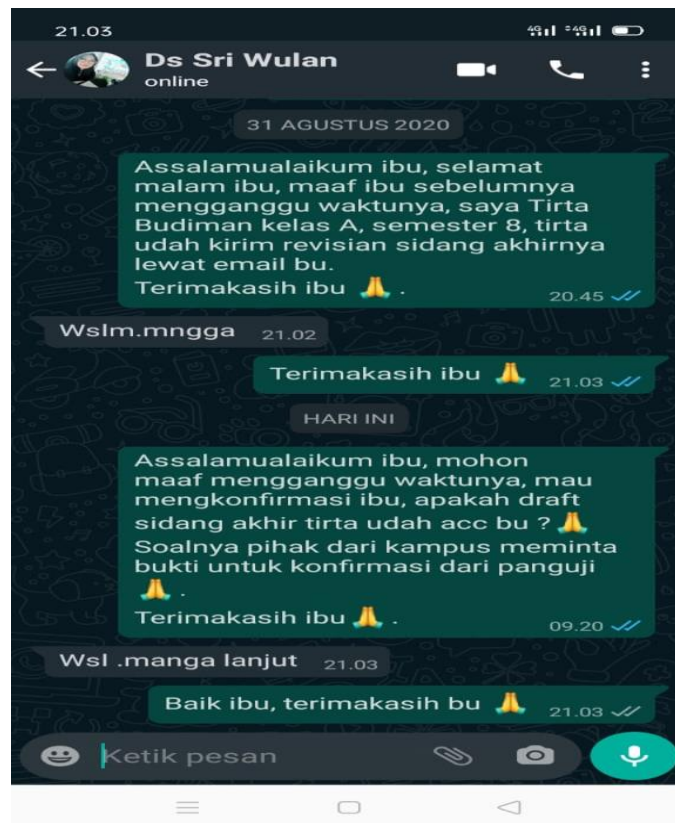 21.03
Ds Sri Wulan
online
31 AGUSTUS 2020
Assalamualaikum ibu, selamat
malam ibu, maaf ibu sebelumnya
mengganggu waktunya, saya Tirta
Budiman kelas A, semester 8, tirta
udah kirim revisian sidang akhirnya
lewat email bu.
Terimakasih ibu 🙏 .
20.45
Wslm.mngga 21.02
Terimakasih ibu 🙏 21.03
HARI INI
Assalamualaikum ibu, mohon
maaf mengganggu waktunya, mau
mengkonfirmasi ibu, apakah draft
sidang akhir tirta udah acc bu ? 🙏
Soalnya pihak dari kampus meminta
bukti untuk konfirmasi dari panguji
🙏 .
Terimakasih ibu 🙏 .
09.20
Wsl .manga lanjut 21.03
Baik ibu, terimakasih bu 🙏 21.03
Ketik pesan